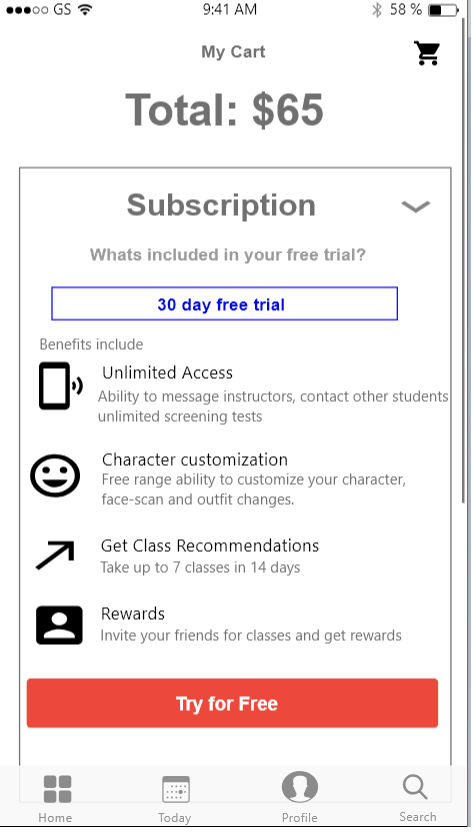 GS 9:41 AM 58 %
My Cart
Total: $65
Subscription
Whats included in your free trial?
30 day free trial
Benefits include
Unlimited Access
Ability to message instructors, contact other students
unlimited screening tests
Character customization
Free range ability to customize your character,
face-scan and outfit changes.
Get Class Recommendations
Take up to 7 classes in 14 days
Rewards
Invite your friends for classes and get rewards
Try for Free
Home Today Profile Search